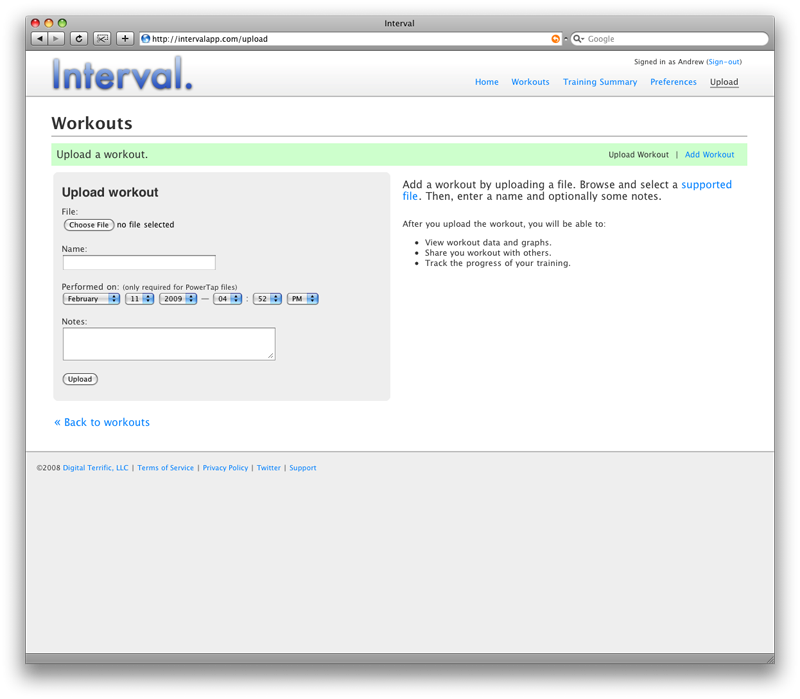 Interval
http://intervalapp.com/upload
Google
Interval.
Signed in as Andrew (Sign-out)
Home Workouts Training Summary Preferences Upload
Workouts
Upload a workout.
Upload Workout | Add Workout
Upload workout
File:
Choose File no file selected
Name:
Performed on: (only required for PowerTap files)
February 11 2009 — 04 : 52 PM
Notes:
Upload
Add a workout by uploading a file. Browse and select a supported
file. Then, enter a name and optionally some notes.
After you upload the workout, you will be able to:
• View workout data and graphs.
• Share you workout with others.
• Track the progress of your training.
« Back to workouts
©2008 Digital Terrific, LLC | Terms of Service | Privacy Policy | Twitter | Support